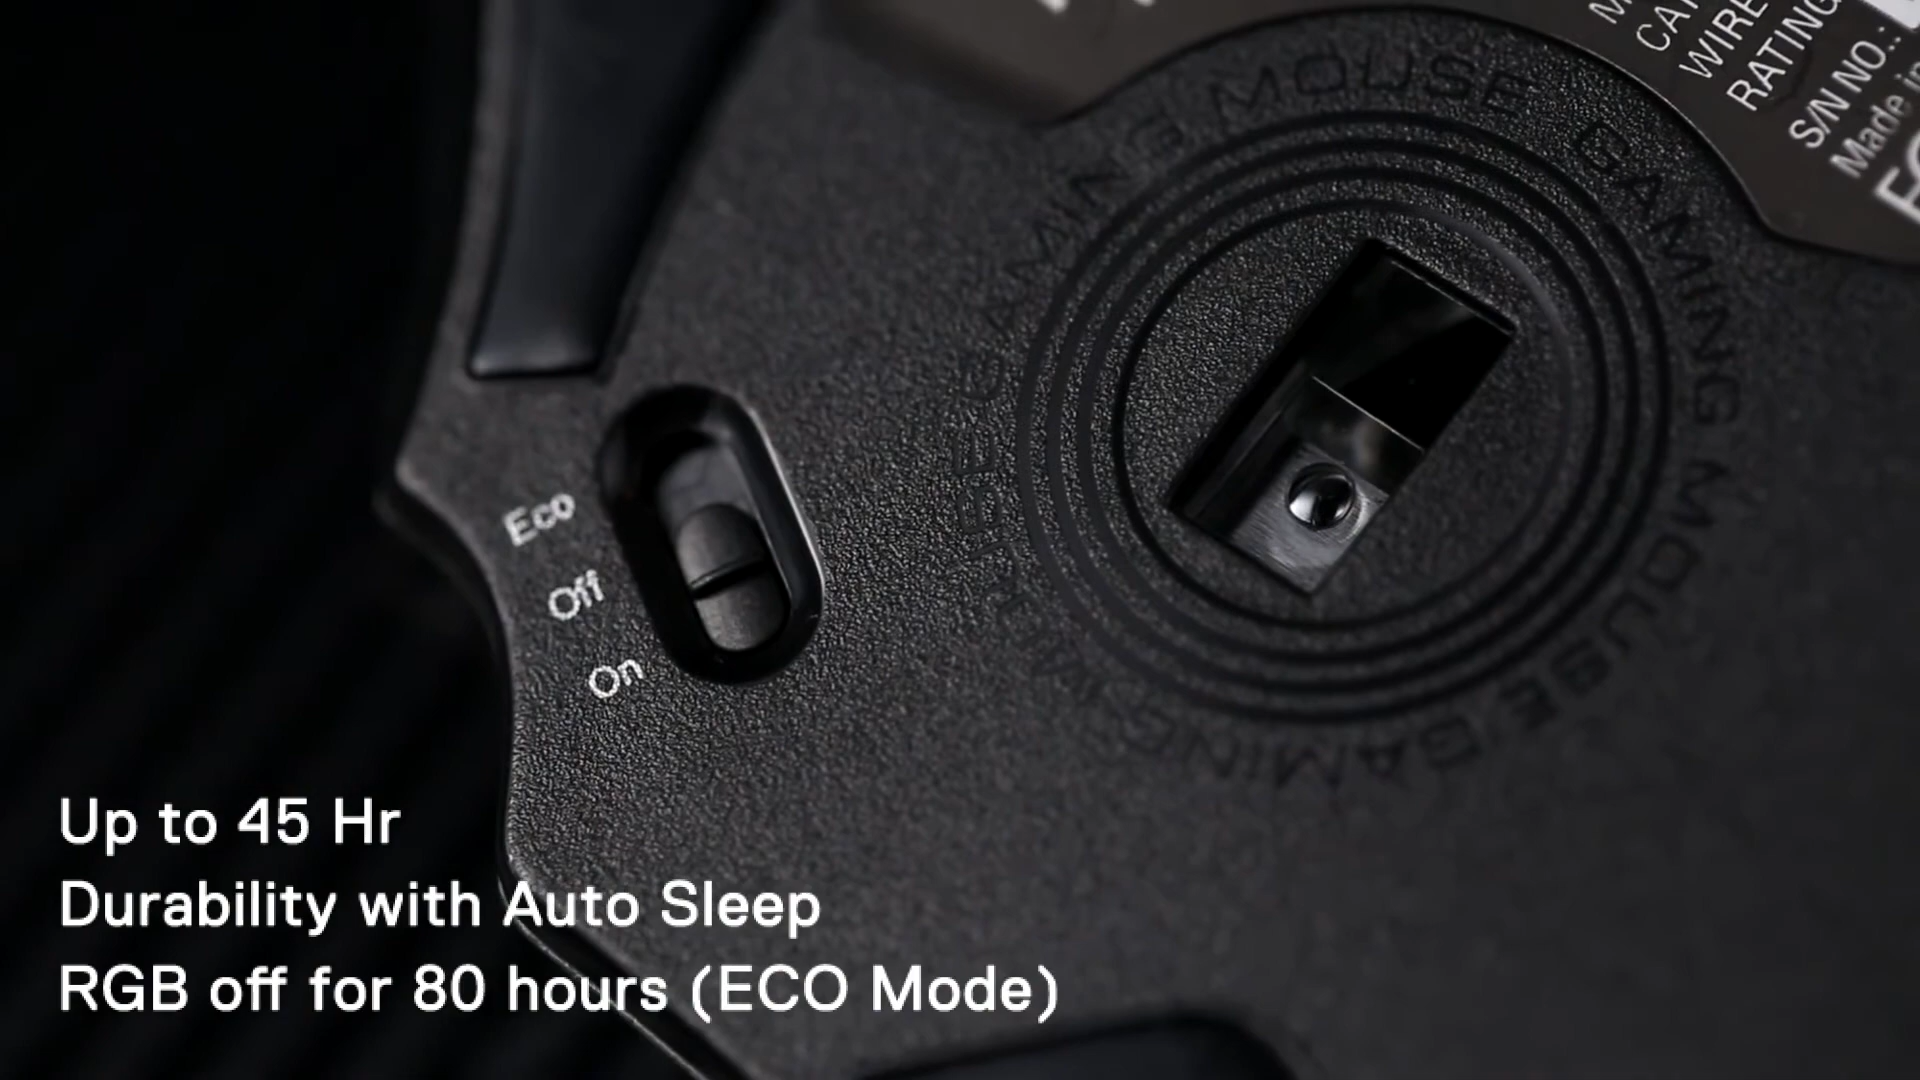 RATING
S/N NO.:
Made in
GAMING MOUSE GAMING MOUSE GAMING MOUSE
Eco
Off
On
Up to 45 Hr
Durability with Auto Sleep
RGB off for 80 hours (ECO Mode)